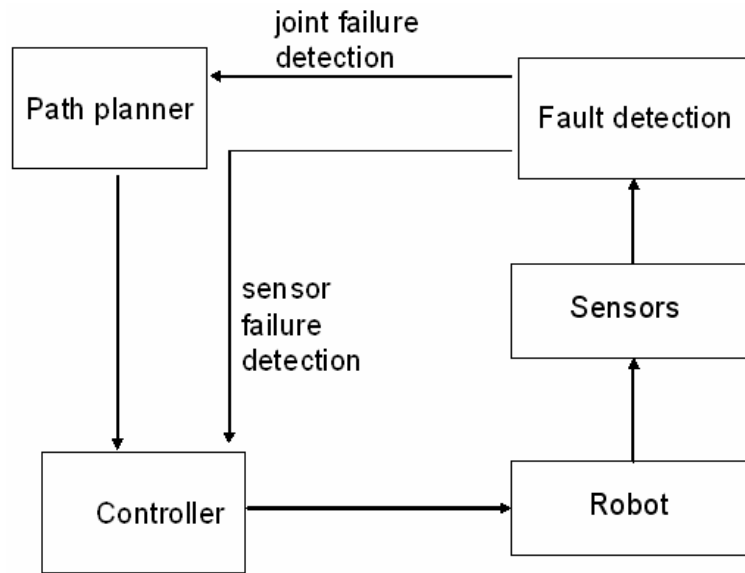 joint failure
detection
Path planner
Fault detection
sensor
failure
detection
Sensors
Controller
Robot